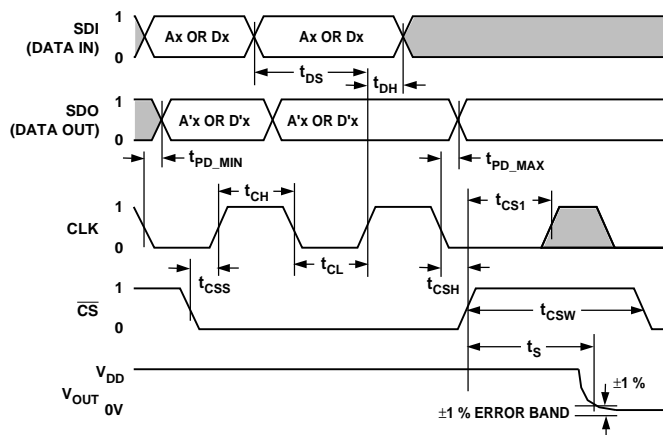 SDI
(DATA IN)
1
0
Ax OR Dx
Ax OR Dx
tDS
tDH
SDO
(DATA OUT)
1
0
A'x OR D'x
A'x OR D'x
tPD_MIN
tPD_MAX
tCH
tCS1
CLK
1
0
tCL
tCSS
tCSH
CS
1
0
tCSW
tS
VDD
VOUT
0V
±1 %
±1 % ERROR BAND